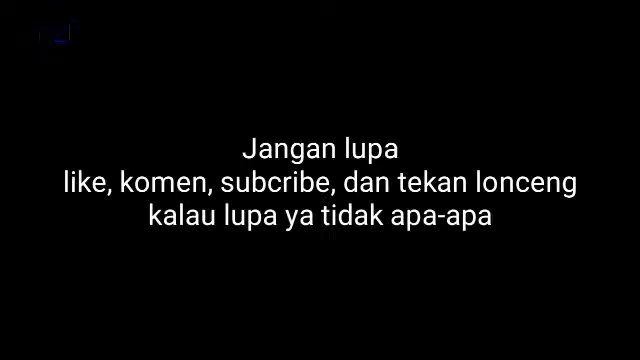 Jangan lupa
like, komen, subcribe, dan tekan lonceng
kalau lupa ya tidak apa-apa